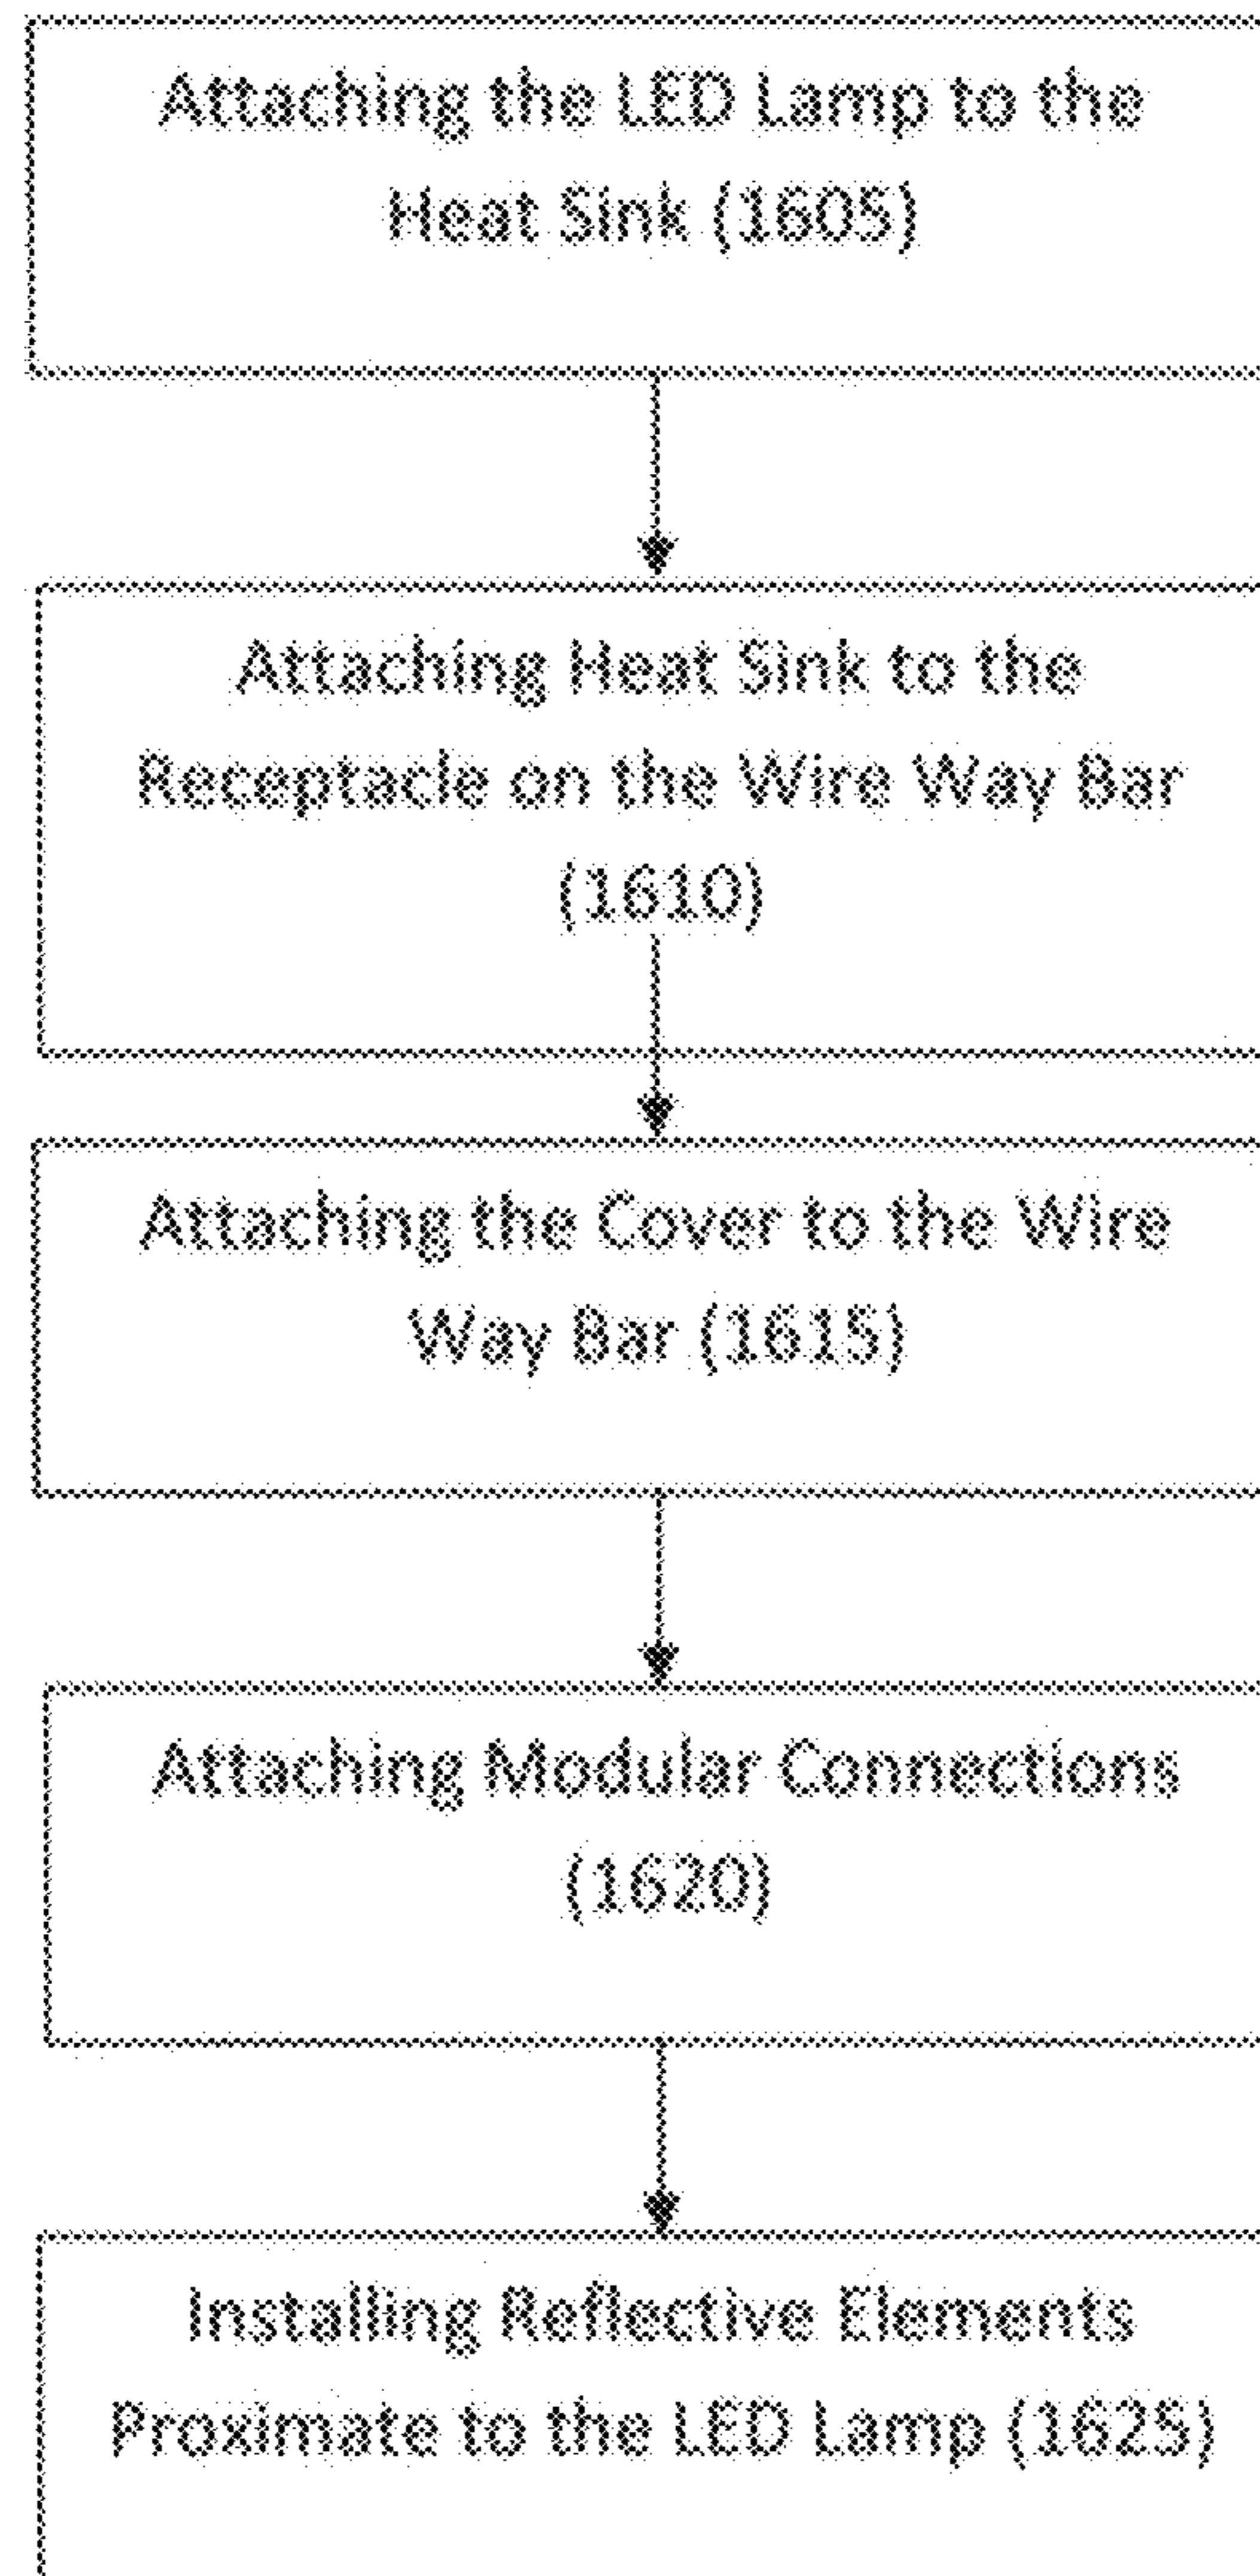 Attaching the LED Lamp to the
Heat Sink (1605)
Attaching Heat Sink to the
Receptacle on the Wire Way Bar
(1610)
Attaching the Cover to the Wire
Way Bar (1615)
Attaching Modular Connections
(1620)
Installing Reflective Elements
Proximate to the LED Lamp (1625)